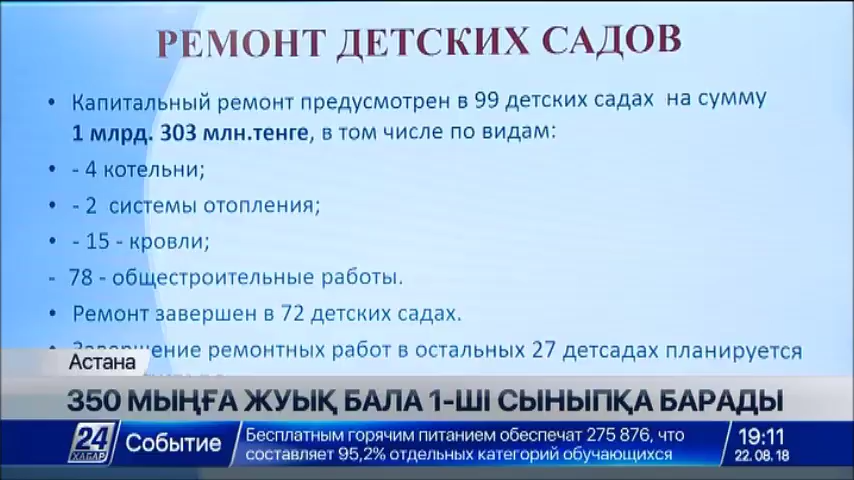 РЕМОНТ ДЕТСКИХ САДОВ
• Капитальный ремонт предусмотрен в 99 детских садах на сумму
1 млрд. 303 млн.тенге, в том числе по видам:
• - 4 котельни;
• - 2 системы отопления;
• - 15 - кровли;
- 78 - общестроительные работы.
• Ремонт завершен в 72 детских садах.
• Завершение ремонтных работ в остальных 27 детсадах планируется
Астана
350 МЫҢҒА ЖУЫҚ БАЛА 1-ШІ СЫНЫПҚА БАРАДЫ
24
ХАБАР
Событие
Бесплатным горячим питанием обеспечат 275 876, что
составляет 95,2% отдельных категорий обучающихся
19:11
22.08.18